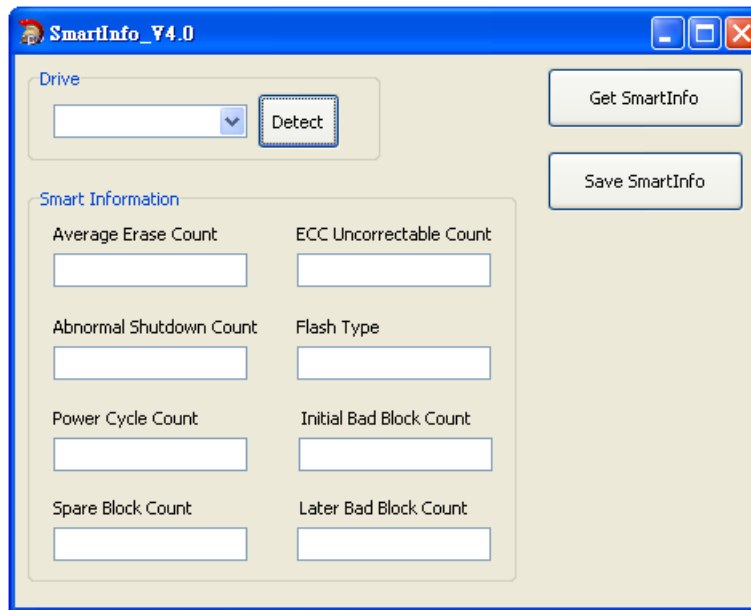 SmartInfo_V4.0
Drive
Detect
Get SmartInfo
Save SmartInfo
Smart Information
Average Erase Count
ECC Uncorrectable Count
Abnormal Shutdown Count
Flash Type
Power Cycle Count
Initial Bad Block Count
Spare Block Count
Later Bad Block Count